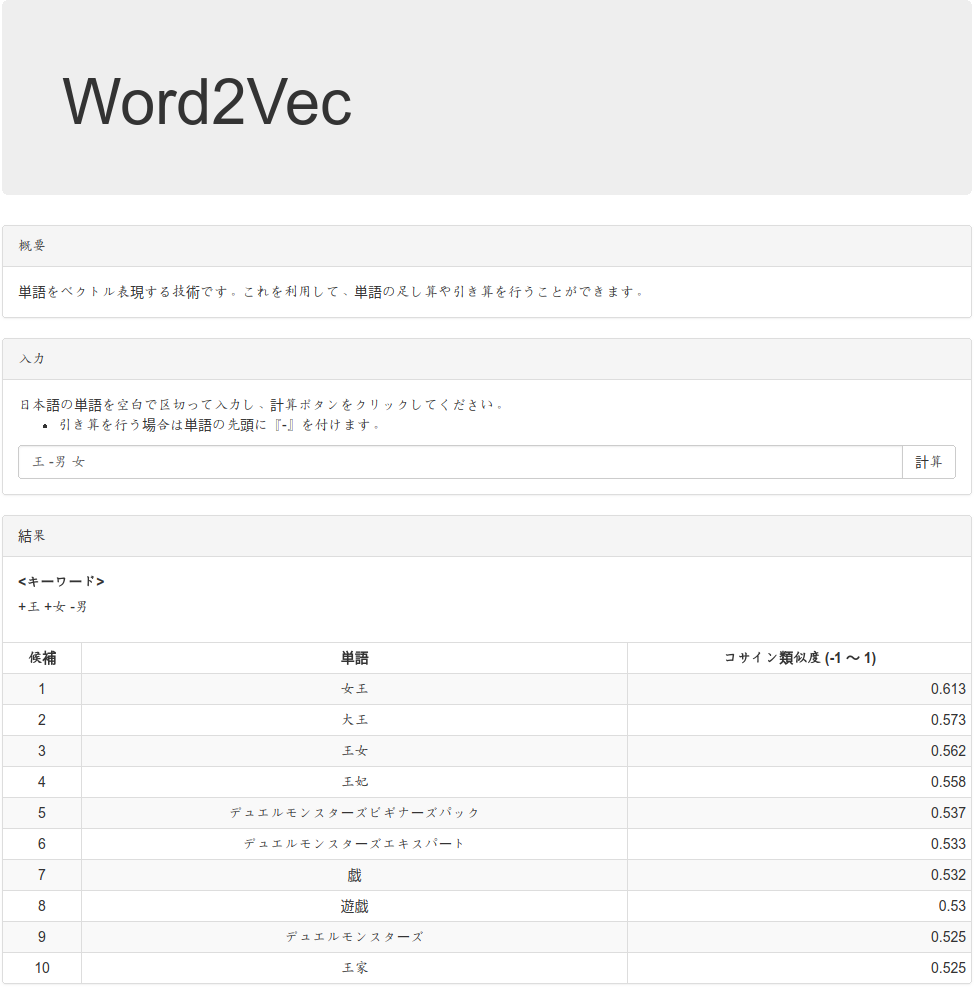 Word2Vec
概要
単語をベクトル表現する技術です。これを利用して、単語の足し算や引き算を行うことができます。
入力
日本語の単語を空白で区切って入力し、計算ボタンをクリックしてください。
• 引き算を行う場合は単語の先頭に『-』を付けます。
王 -男 女 計算
結果
<キーワード>
+王 +女 -男
候補 単語 コサイン類似度 (-1 ～ 1)
1 女王 0.613
2 大王 0.573
3 王女 0.562
4 王妃 0.558
5 デュエルモンスターズビギナーズパック 0.537
6 デュエルモンスターズエキスパート 0.533
7 戯 0.532
8 遊戯 0.53
9 デュエルモンスターズ 0.525
10 王家 0.525